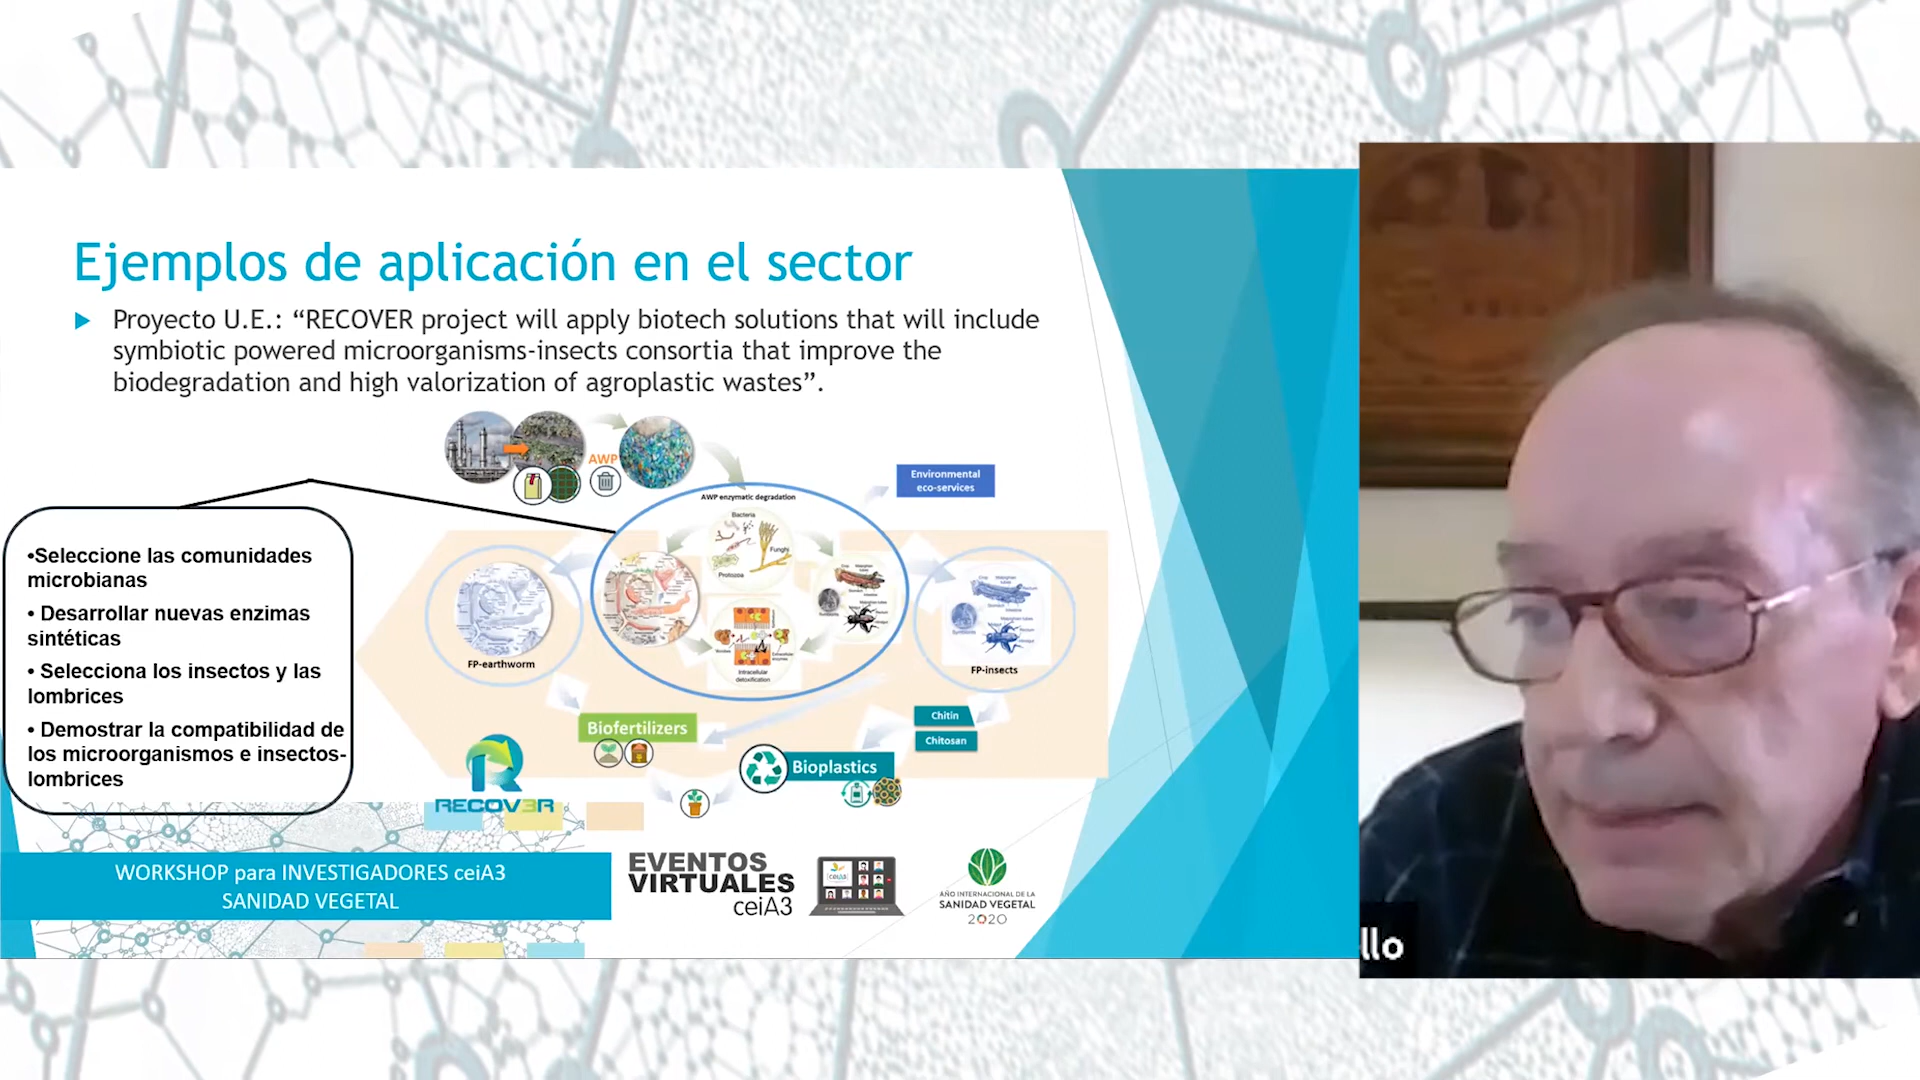 Ejemplos de aplicación en el sector
Proyecto U.E.: “RECOVER project will apply biotech solutions that will include
symbiotic powered microorganisms-insects consortia that improve the
biodegradation and high valorization of agroplastic wastes”.
AWP
Environmental
eco-services
AWP enzymatic degradation
Bacteria
Funghi
Protozoa
Intracellular
detoxification
FP-earthworm
FP-insects
•Seleccione las comunidades
microbianas
• Desarrollar nuevas enzimas
sintéticas
• Selecciona los insectos y las
lombrices
• Demostrar la compatibilidad de
los microorganismos e insectos-
lombrices
Biofertilizers
Chitin
Chitosan
Bioplastics
RECOV3R
WORKSHOP para INVESTIGADORES ceiA3
SANIDAD VEGETAL
EVENTOS
VIRTUALES
ceiA3
AÑO INTERNACIONAL DE LA
SANIDAD VEGETAL
2020
llo